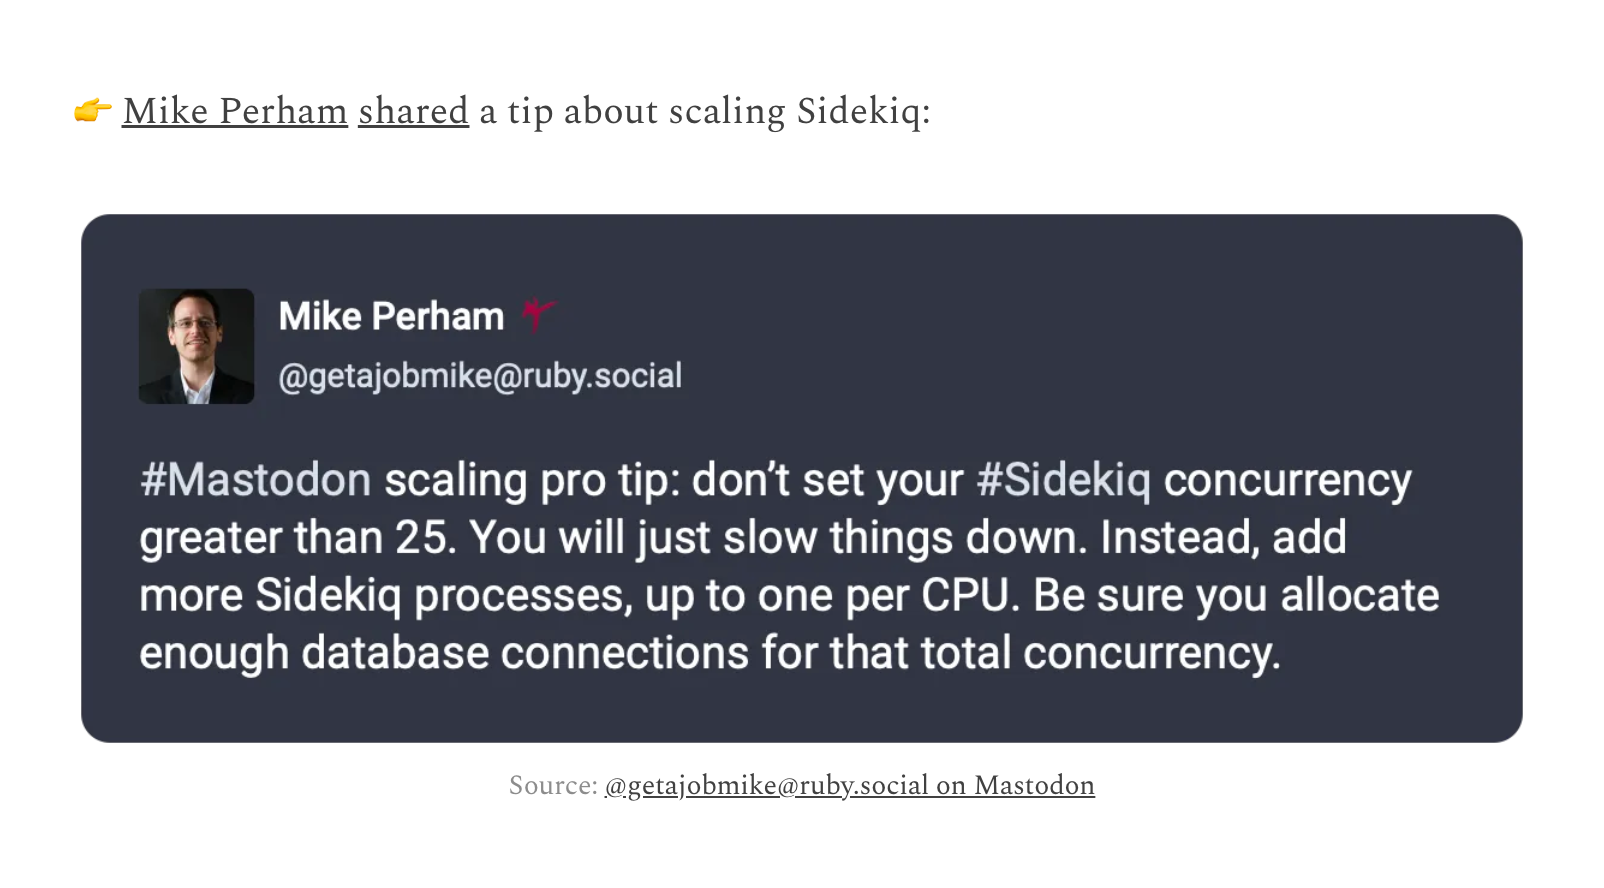 👉 Mike Perham shared a tip about scaling Sidekiq:
Mike Perham
@getajobmike@ruby.social
#Mastodon scaling pro tip: don’t set your #Sidekiq concurrency
greater than 25. You will just slow things down. Instead, add
more Sidekiq processes, up to one per CPU. Be sure you allocate
enough database connections for that total concurrency.
Source: @getajobmike@ruby.social on Mastodon